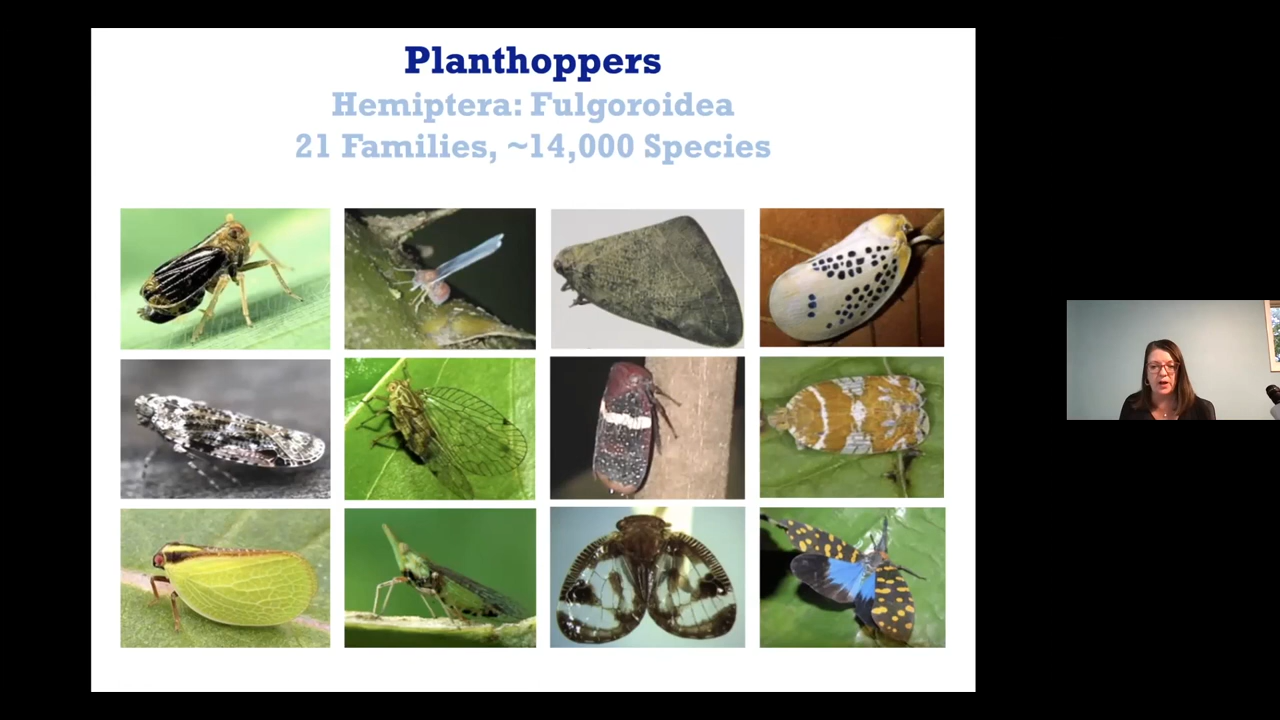 Planthoppers
Hemiptera: Fulgoroidea
21 Families, ~14,000 Species